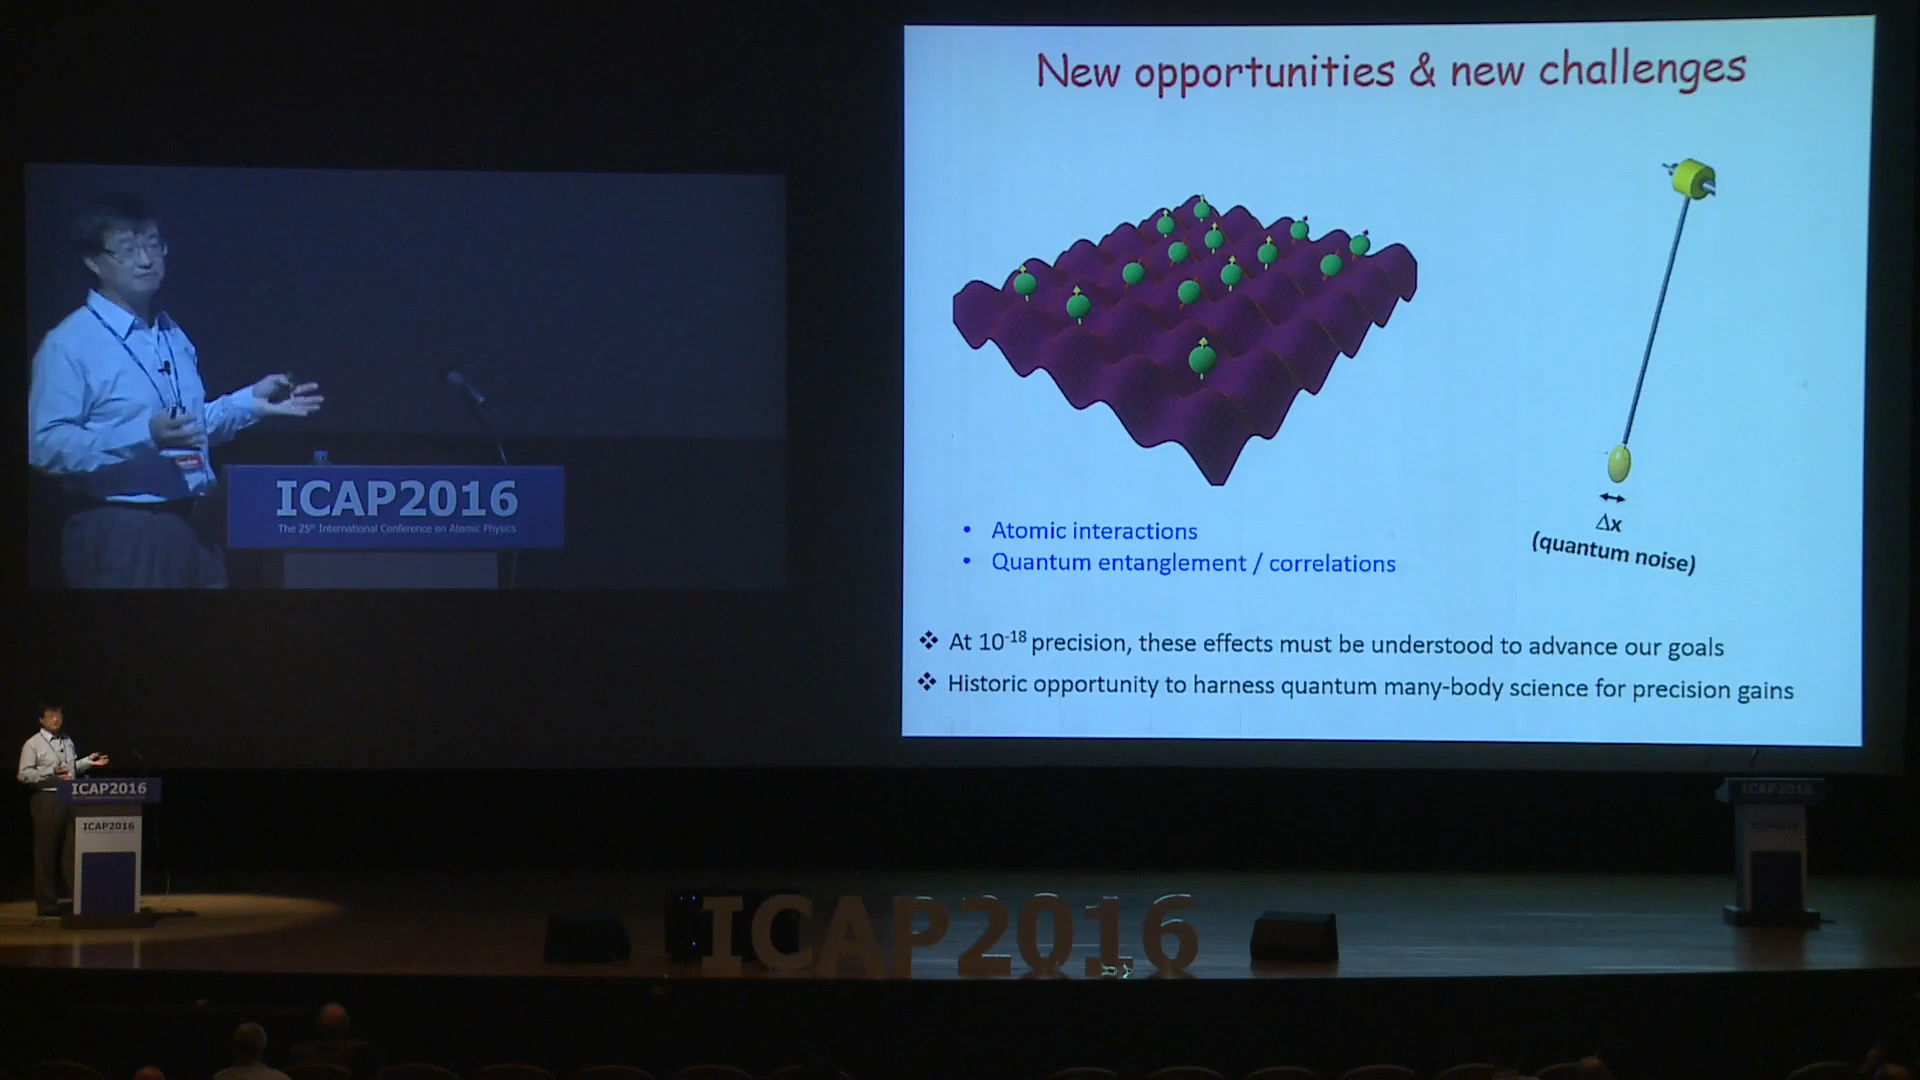 New opportunities & new challenges
Δx
(quantum noise)
• Atomic interactions
• Quantum entanglement / correlations
❖ At 10⁻¹⁸ precision, these effects must be understood to advance our goals
❖ Historic opportunity to harness quantum many-body science for precision gains
ICAP2016
The 25th International Conference on Atomic Physics
ICAP2016
ICAP2016
ICAP2016
ICAP2016